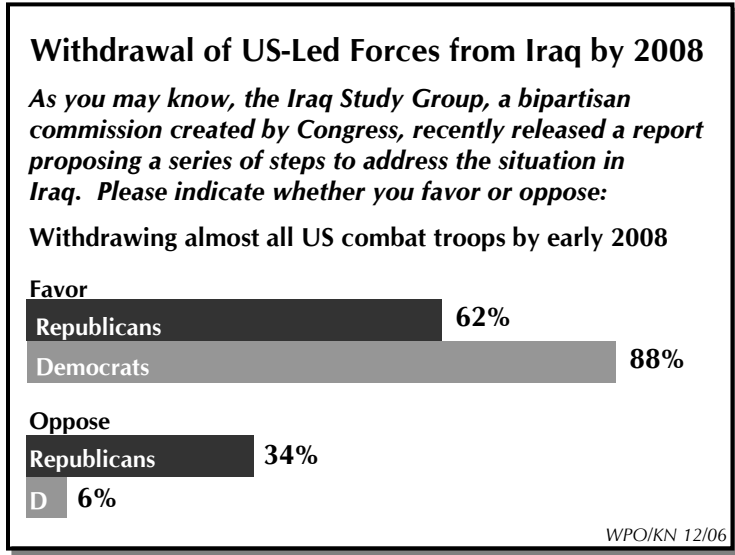 Withdrawal of US-Led Forces from Iraq by 2008
As you may know, the Iraq Study Group, a bipartisan
commission created by Congress, recently released a report
proposing a series of steps to address the situation in
Iraq.  Please indicate whether you favor or oppose:
Withdrawing almost all US combat troops by early 2008
Favor
Republicans 62%
Democrats 88%
Oppose
Republicans 34%
D 6%
WPO/KN 12/06